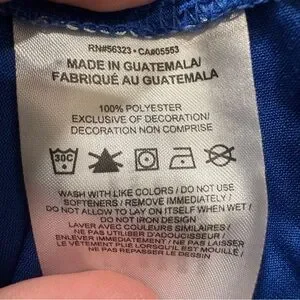 RN#56323 • CA#05553
MADE IN GUATEMALA/
FABRIQUÉ AU GUATEMALA
100% POLYESTER
EXCLUSIVE OF DECORATION/
DECORATION NON COMPRISE
30C
WASH WITH LIKE COLORS / DO NOT USE
SOFTENERS / REMOVE IMMEDIATELY /
DO NOT ALLOW TO LAY ON ITSELF WHEN WET /
DO NOT IRON DESIGN
LAVER AVEC COULEURS SIMILAIRES /
NE PAS UTILISER D'ADOUCISSEUR /
ENLEVER IMMEDIATEMENT / NE PAS LAISSER
LE VÊTEMENT PLIÉ LORSQU'IL EST MOUILLÉ /
NE PAS REPASSER LE DESSIN